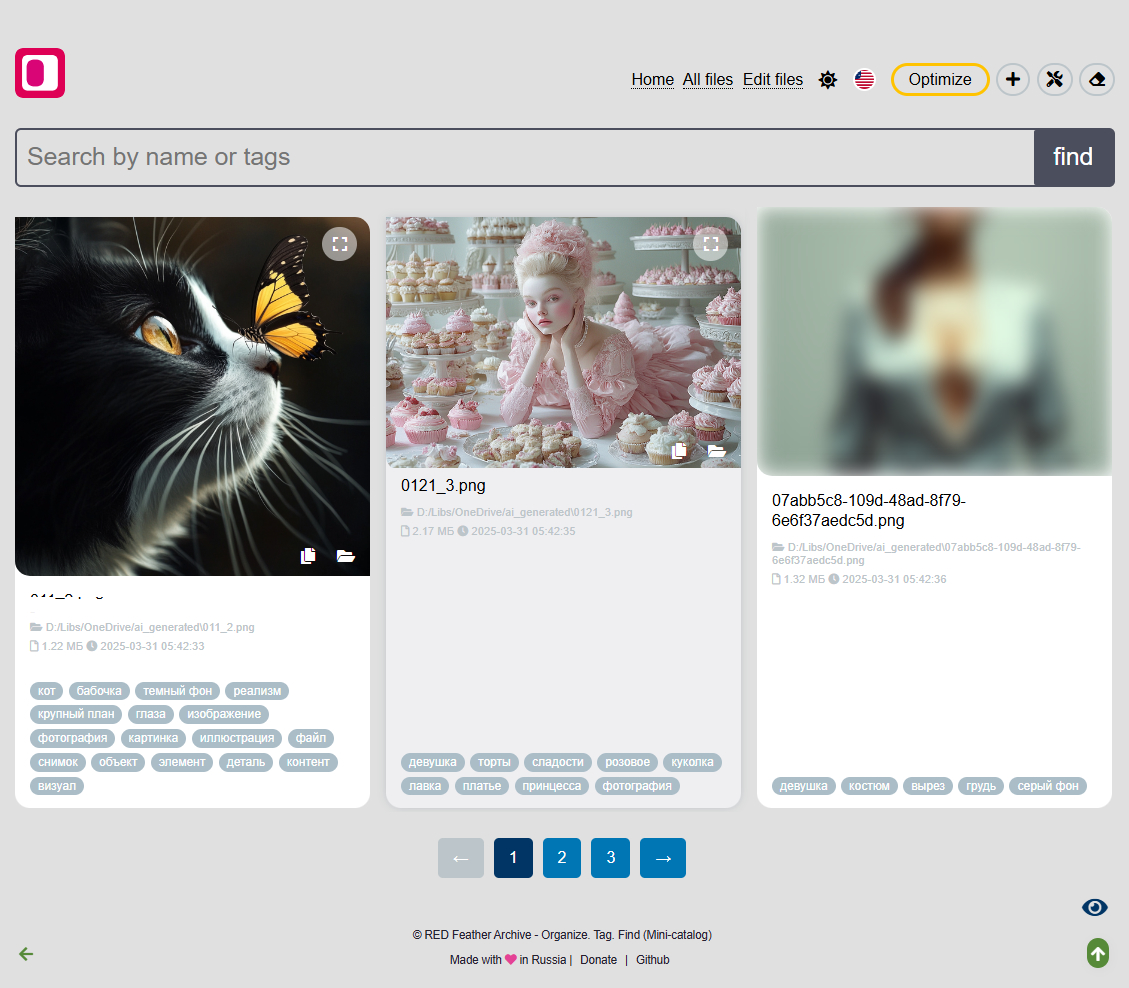 Home All files Edit files Optimize
Search by name or tags find
0121_3.png
D:/Libs/OneDrive/ai_generated\0121_3.png
2.17 МБ 2025-03-31 05:42:35
07abb5c8-109d-48ad-8f79-
6e6f37aedc5d.png
D:/Libs/OneDrive/ai_generated\07abb5c8-109d-48ad-8f79-
6e6f37aedc5d.png
1.32 МБ 2025-03-31 05:42:36
D:/Libs/OneDrive/ai_generated\011_2.png
1.22 МБ 2025-03-31 05:42:33
кот бабочка темный фон реализм
крупный план глаза изображение
фотография картинка иллюстрация файл
снимок объект элемент деталь контент
визуал
девушка торты сладости розовое куколка
лавка платье принцесса фотография
девушка костюм вырез грудь серый фон
← 1 2 3 →
© RED Feather Archive - Organize. Tag. Find (Mini-catalog)
Made with in Russia | Donate | Github